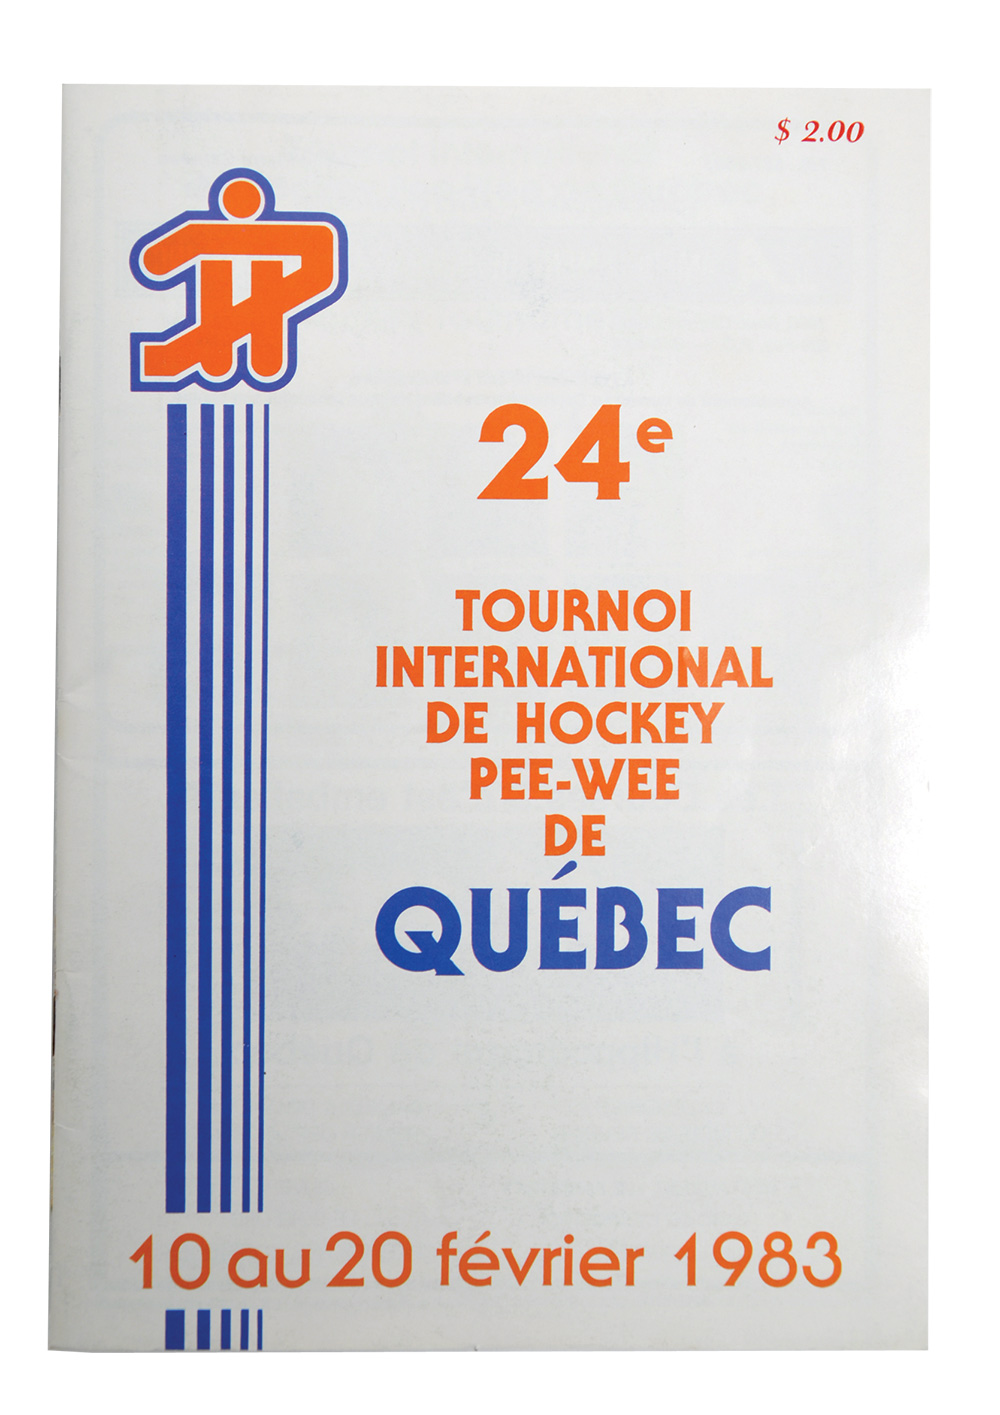 $ 2.00
24e
TOURNOI
INTERNATIONAL
DE HOCKEY
PEE-WEE
DE
QUÉBEC
10 au 20 février 1983